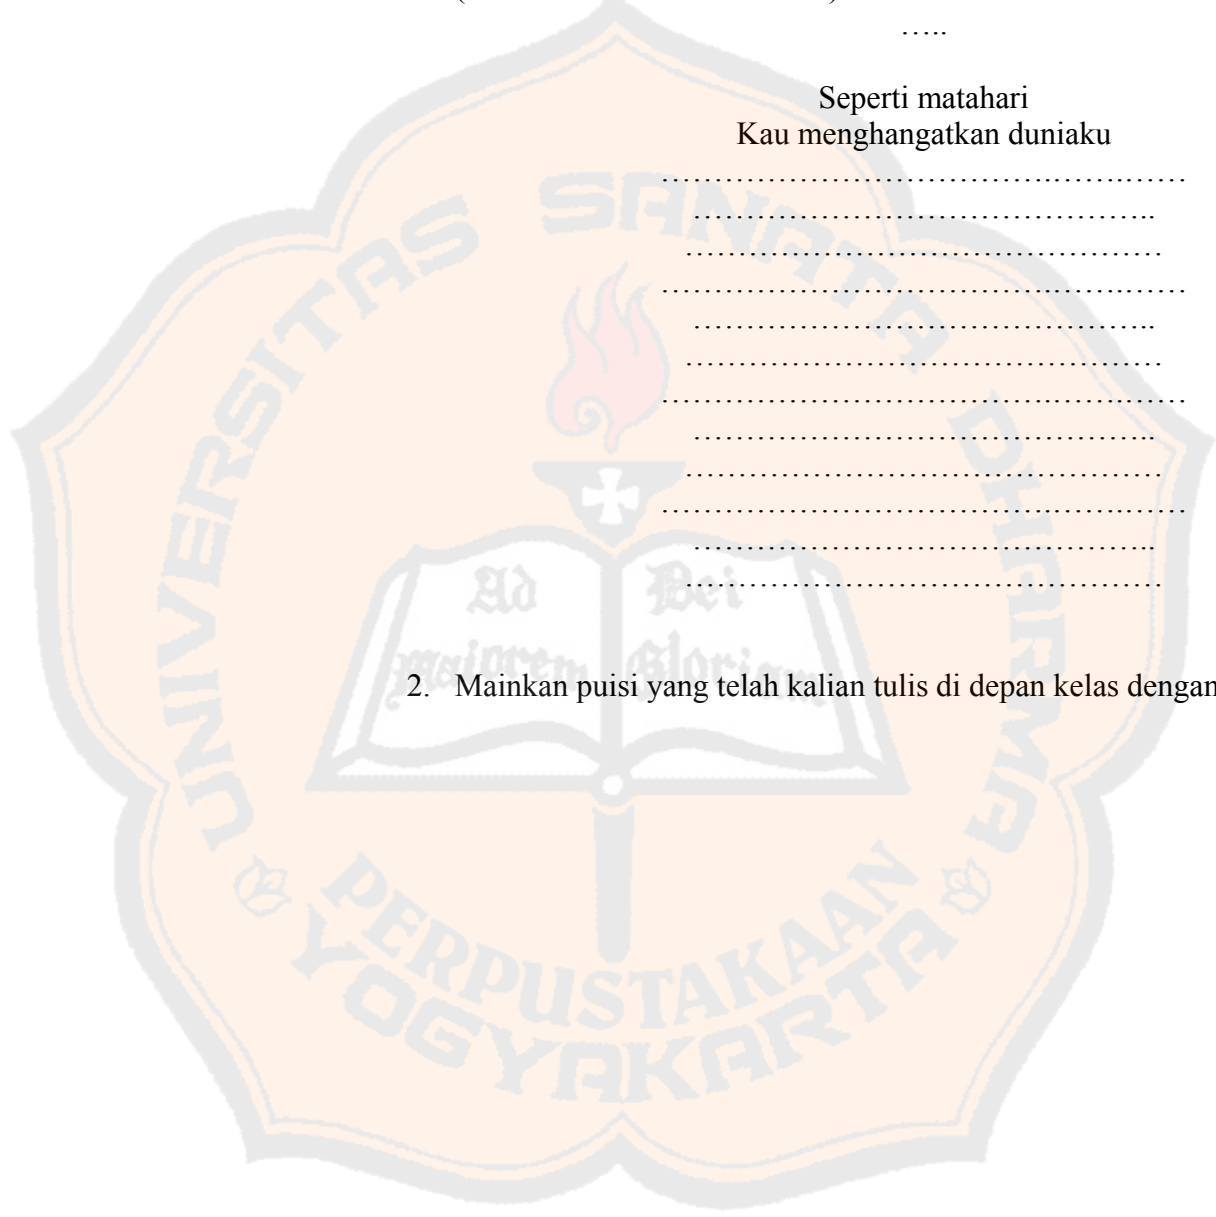 …..
Seperti matahari
Kau menghangatkan duniaku
……………………………….…….……
……………………………………..
………………………………………
……………………………….…….……
……………………………………..
………………………………………
……………………………….…….……
……………………………………..
………………………………………
……………………………….…….……
……………………………………..
………………………………………
2. Mainkan puisi yang telah kalian tulis di depan kelas dengan
UNIVERSITAS SANATA DHARMA
Ad Dei
maiorem Gloriam
PERPUSTAKAAN
YOGYAKARTA